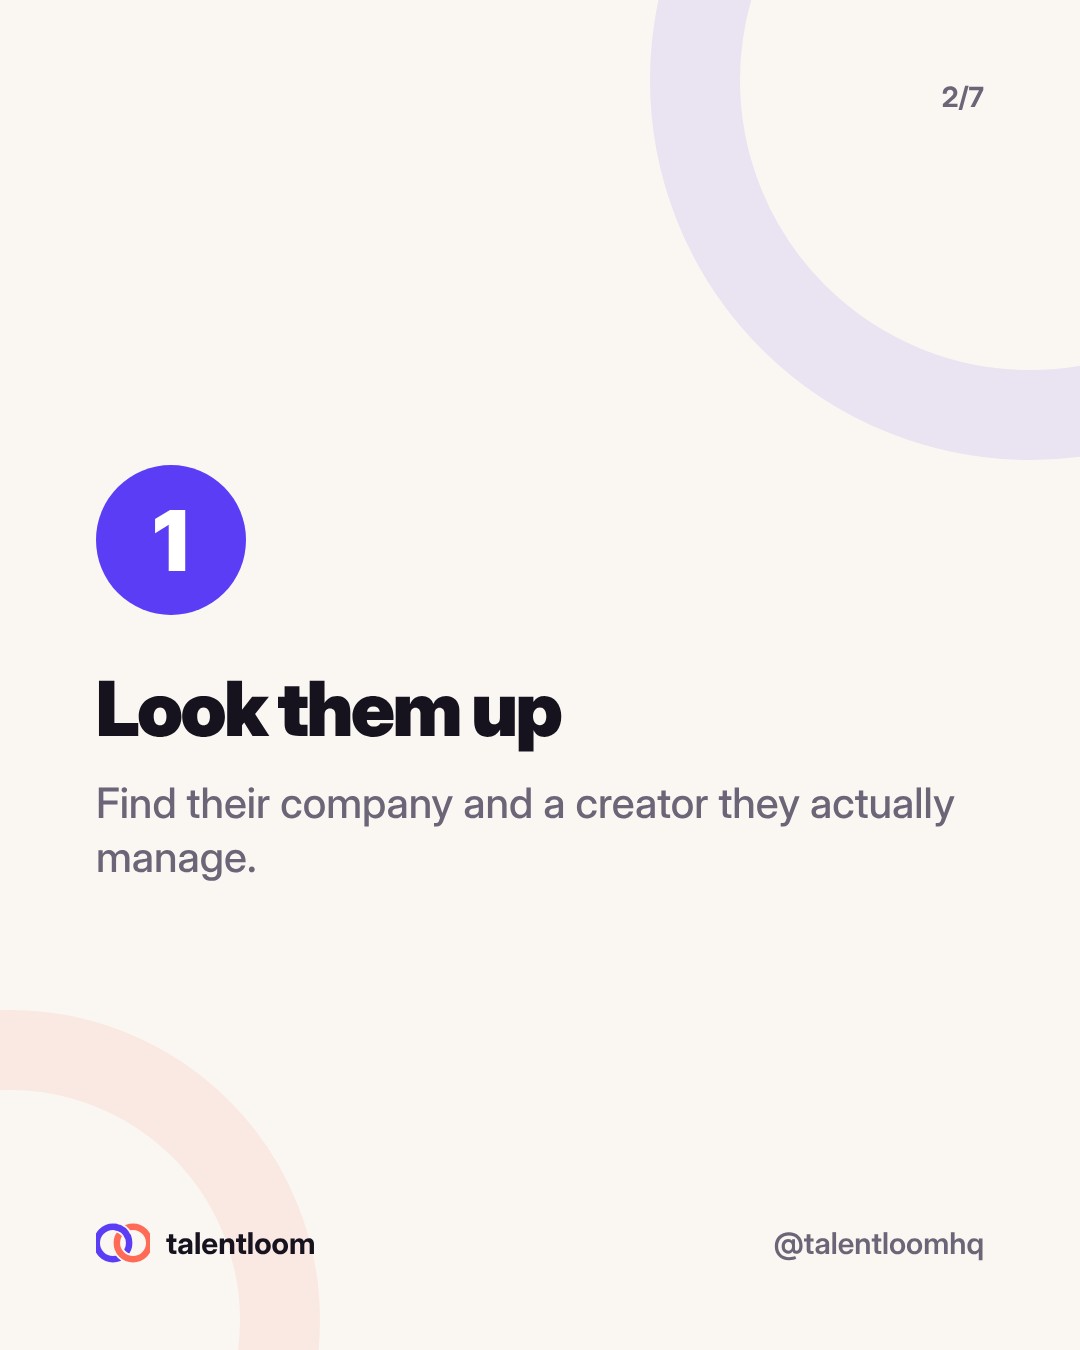 2/7
1
Look them up
Find their company and a creator they actually
manage.
talentloom
@talentloomhq